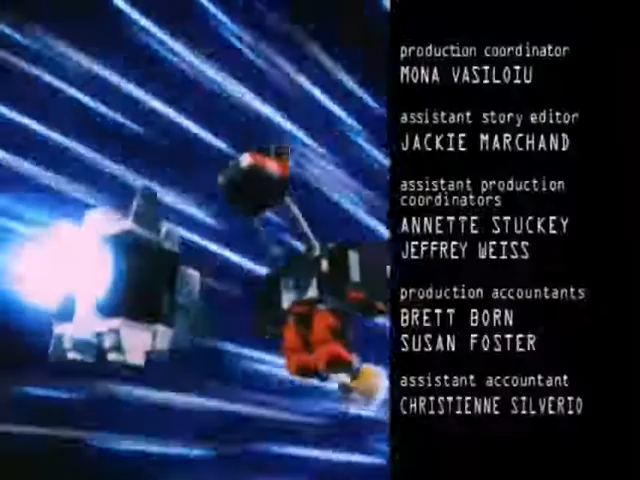 production coordinator
MONA VASILOIU
assistant story editor
JACKIE MARCHAND
assistant production
coordinators
ANNETTE STUCKEY
JEFFREY WEISS
production accountants
BRETT BORN
SUSAN FOSTER
assistant accountant
CHRISTIENNE SILVERIO